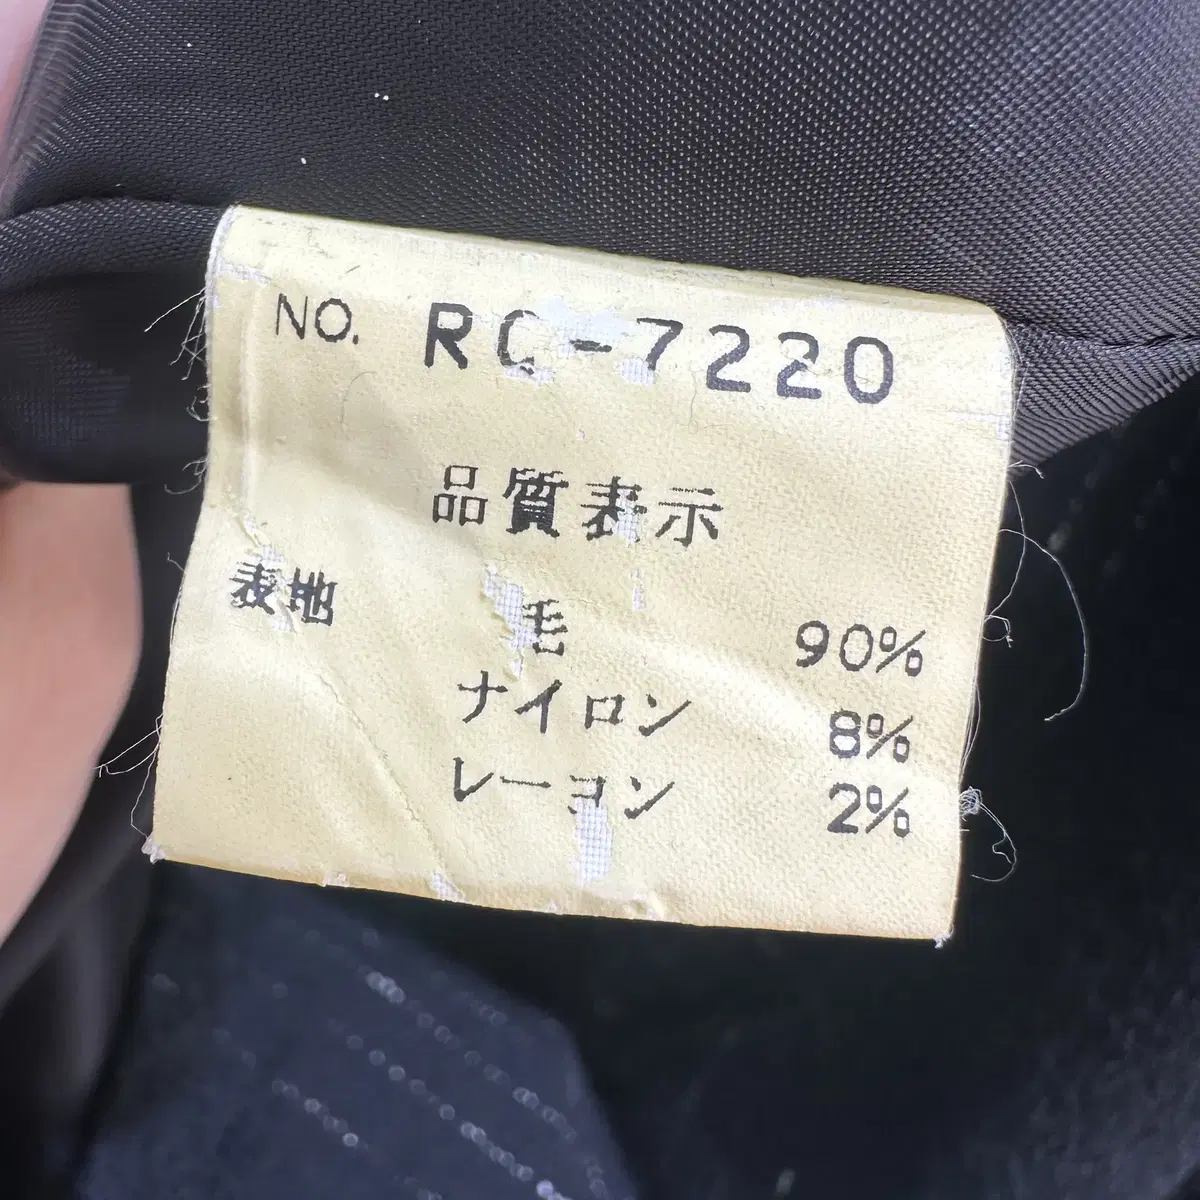 NO. RC-7220
品質表示
表地 毛 90%
ナイロン 8%
レーヨン 2%